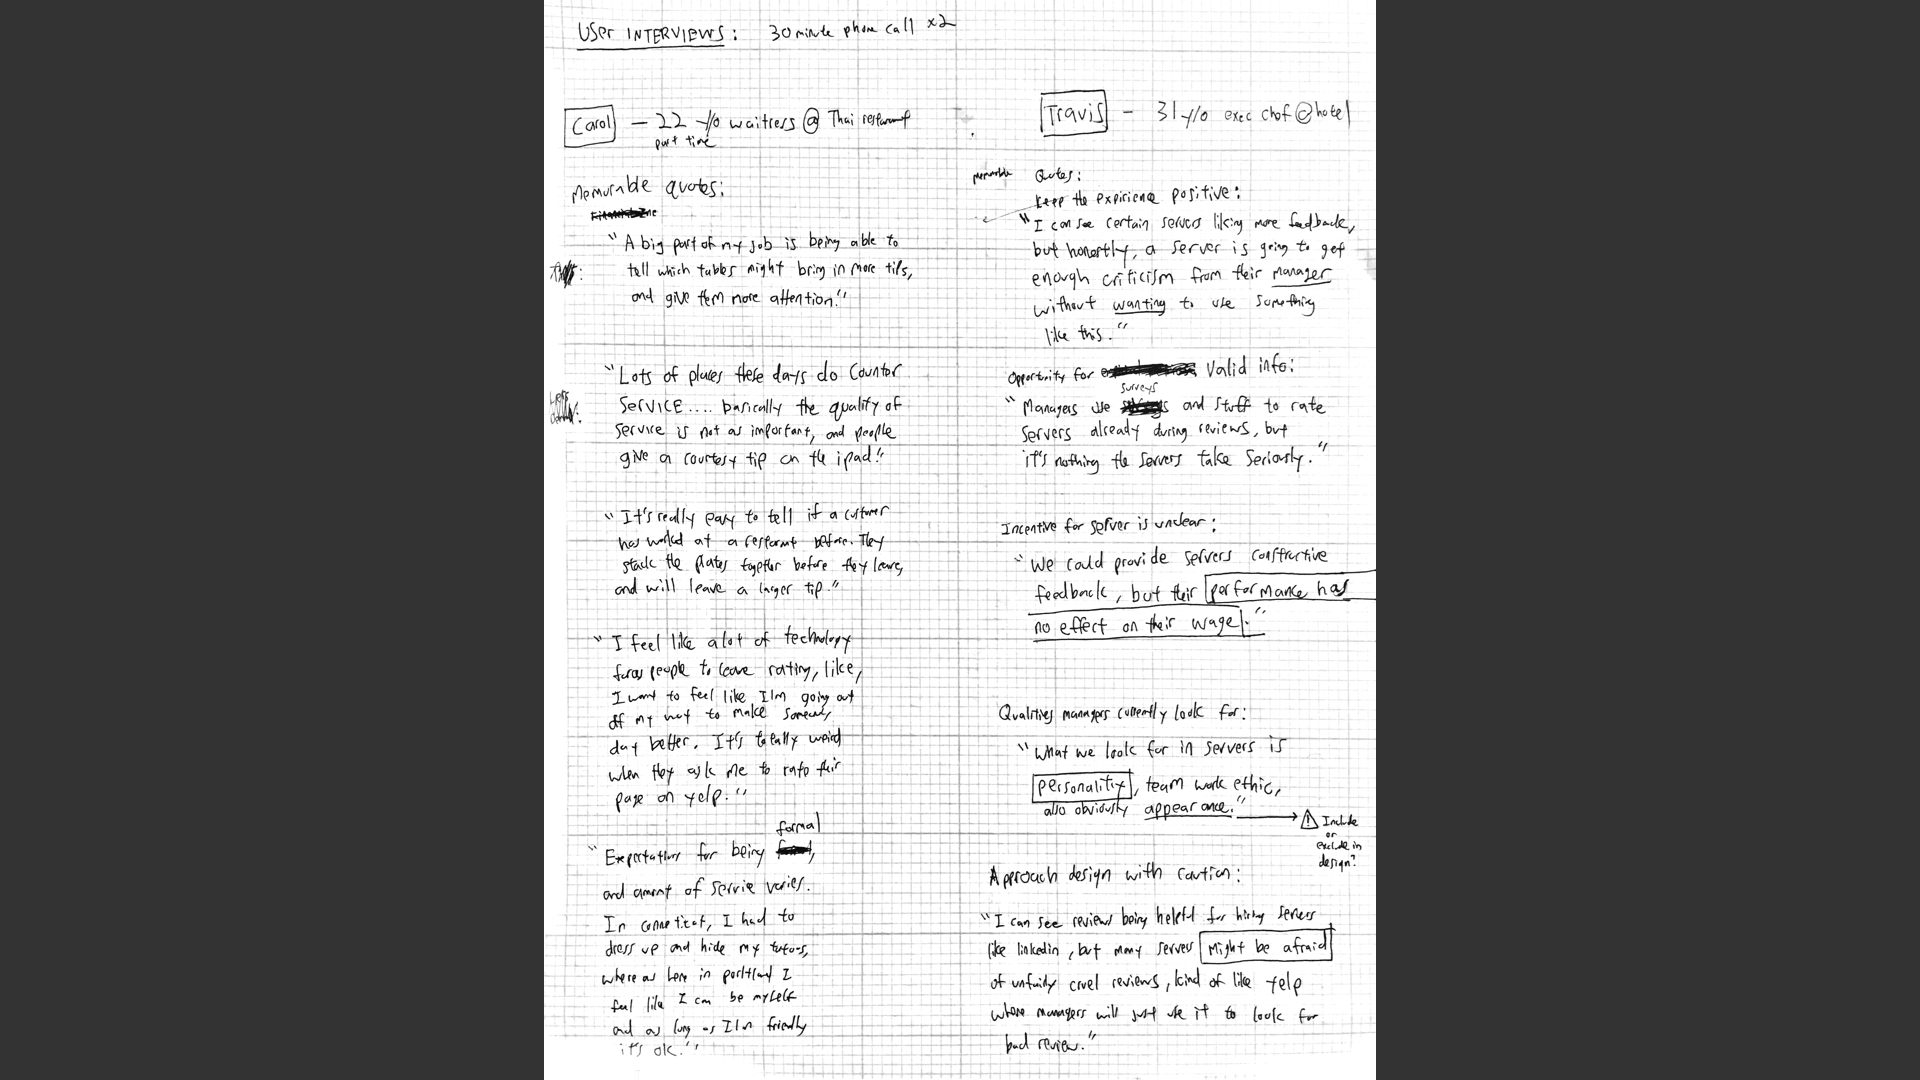 USER INTERVIEWS: 30 minute phone call x2
Carol — 22 y/o waitress @ Thai restaurant
part time
Memorable quotes:
"A big part of my job is being able to
tell which tables might bring in more tips,
and give them more attention."
"Lots of places these days do Counter
SERVICE.... basically the quality of
service is not as important, and people
give a courtesy tip on the ipad."
"It's really easy to tell if a customer
has worked at a restaurant before. They
stack the plates together before they leave,
and will leave a larger tip."
"I feel like a lot of technology
forces people to leave rating, like,
I want to feel like I'm going out
of my way to make somebody's
day better. It's totally weird
when they ask me to rate their
page on yelp."
formal
"Expectations for being ,
and amount of service varies.
In conneticut, I had to
dress up and hide my tattoos,
where as here in portland I
feel like I can be myself
and as long as I'm friendly
it's ok."
Travis - 31 y/o exec chef @ hotel
memorable Quotes:
keep the expirience positive:
"I can see certain servers liking more feedback,
but honestly, a server is going to get
enough criticism from their manager
without wanting to use something
like this."
Opportunity for Valid info:
surveys
"Managers use and stuff to rate
servers already during reviews, but
it's nothing the servers take seriously."
Incentive for server is unclear:
"We could provide servers constructive
feedback, but their performance has
no effect on their wage."
Qualities managers currently look for:
"What we look for in servers is
personality, team work ethic,
also obviously appearance."
Include
or
exclude in
design?
Approach design with caution:
"I can see reviews being helpful for hiring servers
like linkedin, but many servers might be afraid
of unfairly cruel reviews, kind of like yelp
where managers will just use it to look for
bad review."